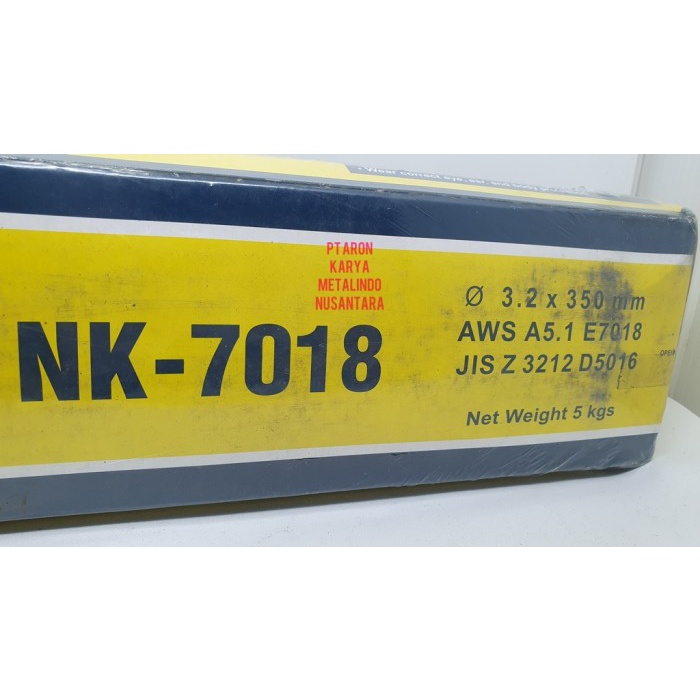 PT ARON
KARYA
METALINDO
NUSANTARA
NK-7018
Ø 3.2 x 350 mm
AWS A5.1 E7018
JIS Z 3212 D5016
Net Weight 5 kgs